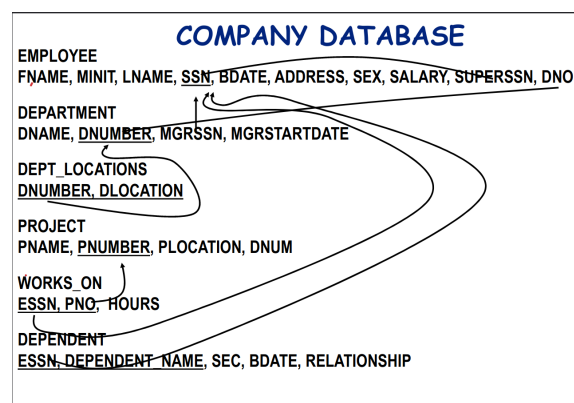 COMPANY DATABASE
EMPLOYEE
FNAME, MINIT, LNAME, SSN, BDATE, ADDRESS, SEX, SALARY, SUPERSSN, DNO
DEPARTMENT
DNAME, DNUMBER, MGRSSN, MGRSTARTDATE
DEPT_LOCATIONS
DNUMBER, DLOCATION
PROJECT
PNAME, PNUMBER, PLOCATION, DNUM
WORKS_ON
ESSN, PNO, HOURS
DEPENDENT
ESSN, DEPENDENT_NAME, SEC, BDATE, RELATIONSHIP